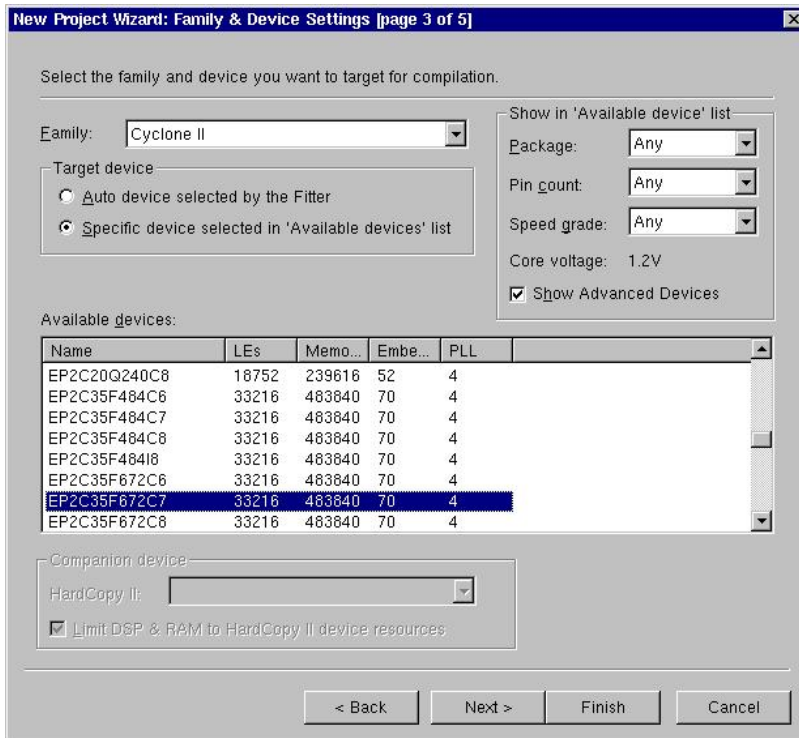 New Project Wizard: Family & Device Settings [page 3 of 5]
Select the family and device you want to target for compilation.
Family: Cyclone II
Target device
Auto device selected by the Fitter
Specific device selected in 'Available devices' list
Show in 'Available device' list
Package: Any
Pin count: Any
Speed grade: Any
Core voltage: 1.2V
Show Advanced Devices
Available devices:
Name LEs Memo... Embe... PLL
EP2C20Q240C8 18752 239616 52 4
EP2C35F484C6 33216 483840 70 4
EP2C35F484C7 33216 483840 70 4
EP2C35F484C8 33216 483840 70 4
EP2C35F484I8 33216 483840 70 4
EP2C35F672C6 33216 483840 70 4
EP2C35F672C7 33216 483840 70 4
EP2C35F672C8 33216 483840 70 4
Companion device
HardCopy II:
Limit DSP & RAM to HardCopy II device resources
< Back Next > Finish Cancel